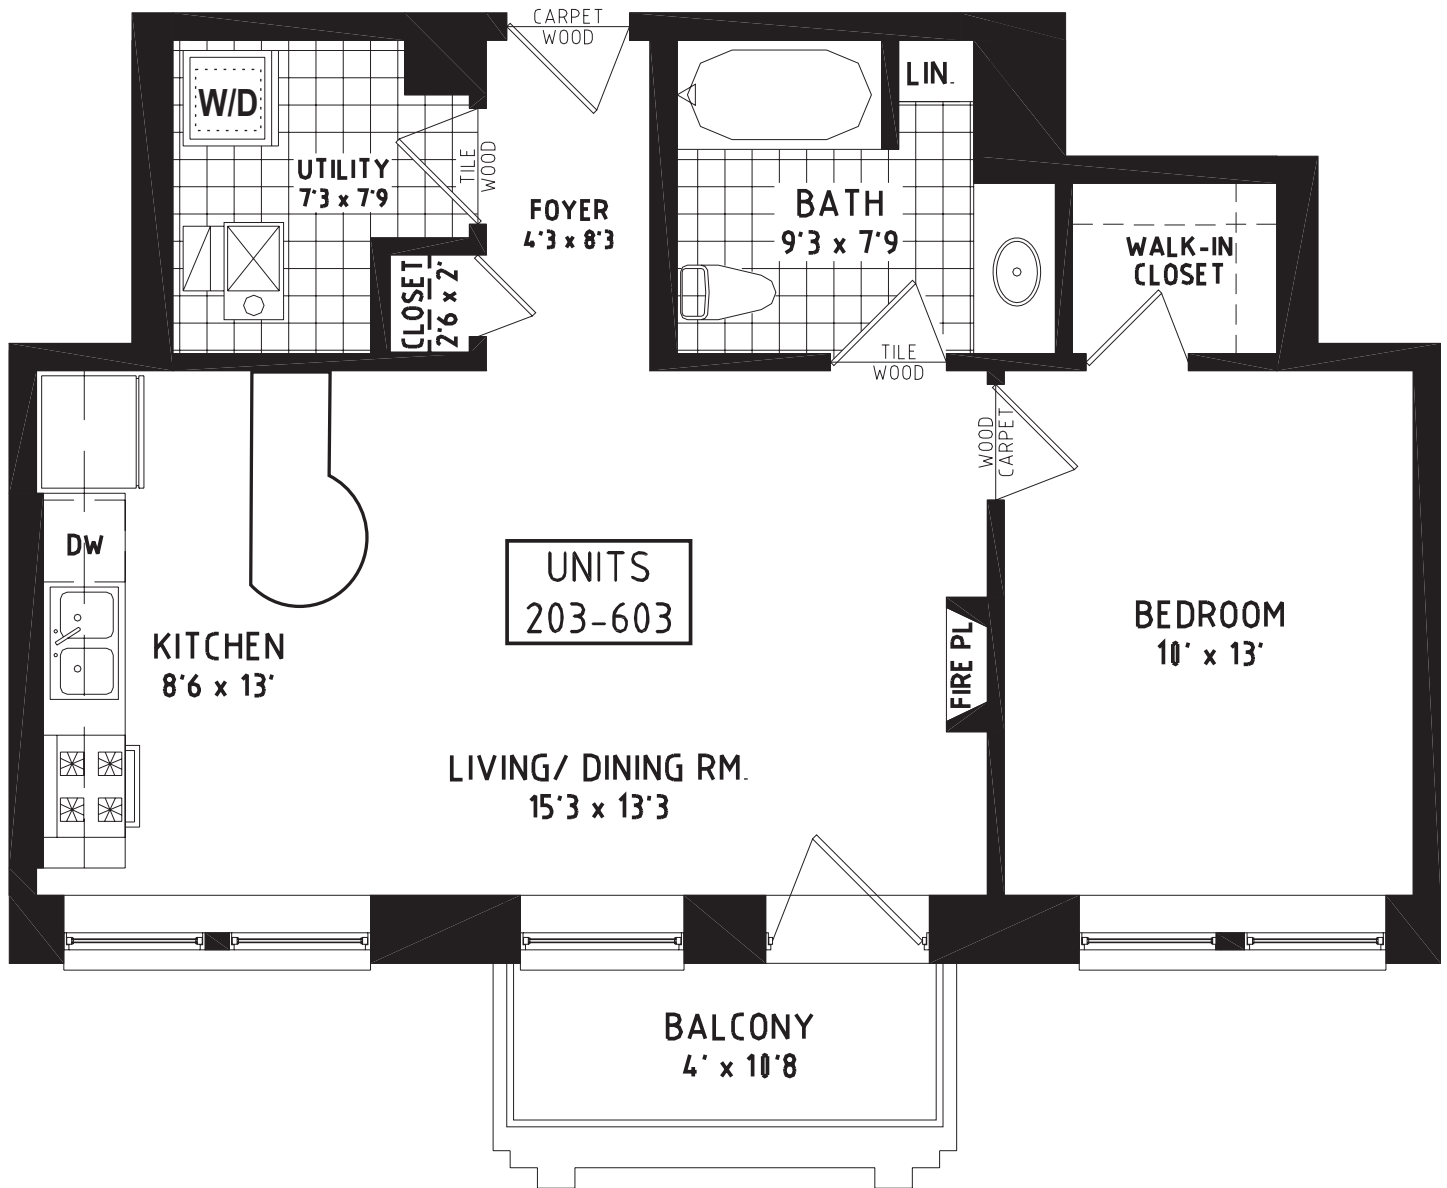 CARPET
WOOD
W/D
UTILITY
7'3 x 7'9
TILE
WOOD
FOYER
4'3 x 8'3
CLOSET
2'6 x 2'
LIN.
BATH
9'3 x 7'9
TILE
WOOD
WALK-IN
CLOSET
WOOD
CARPET
DW
KITCHEN
8'6 x 13'
UNITS
203-603
LIVING/ DINING RM.
15'3 x 13'3
FIRE PL
BEDROOM
10' x 13'
BALCONY
4' x 10'8